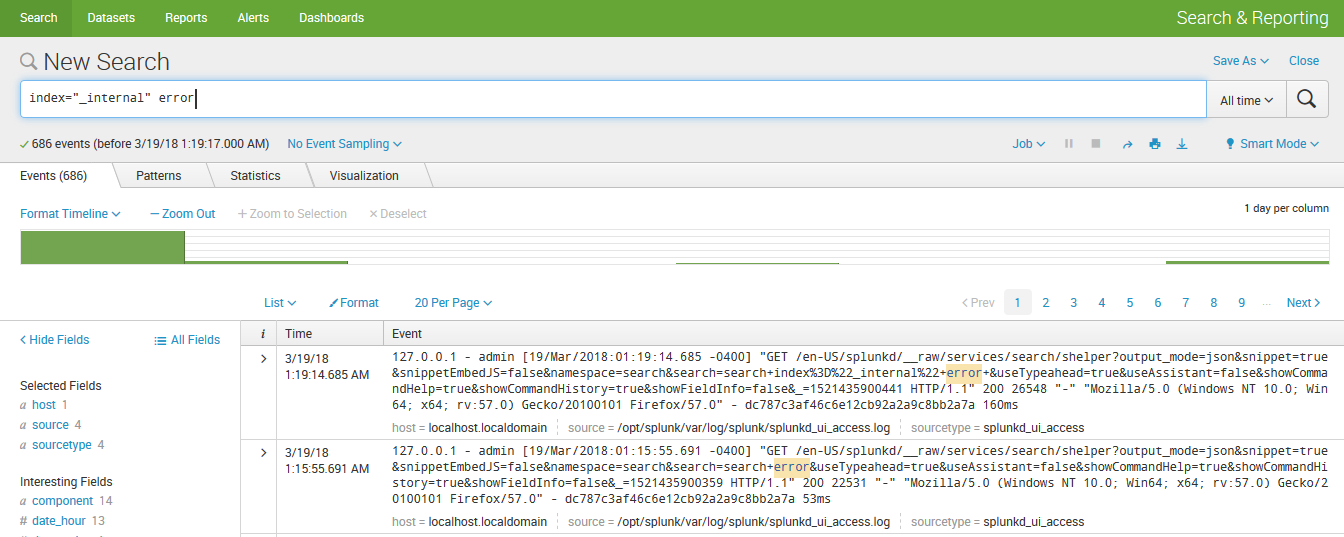 Search Datasets Reports Alerts Dashboards Search & Reporting
New Search Save As Close
index="_internal" error All time
686 events (before 3/19/18 1:19:17.000 AM) No Event Sampling Job Smart Mode
Events (686) Patterns Statistics Visualization
Format Timeline — Zoom Out + Zoom to Selection × Deselect 1 day per column
List Format 20 Per Page < Prev 1 2 3 4 5 6 7 8 9 ... Next >
< Hide Fields All Fields i Time Event
Selected Fields
a host 1
a source 4
a sourcetype 4
Interesting Fields
a component 14
# date_hour 13
> 3/19/18
1:19:14.685 AM
127.0.0.1 - admin [19/Mar/2018:01:19:14.685 -0400] "GET /en-US/splunkd/__raw/services/search/shelper?output_mode=json&snippet=true
&snippetEmbedJS=false&namespace=search&search=search+index%3D%22_internal%22+error+&useTypeahead=true&useAssistant=false&showComma
ndHelp=true&showCommandHistory=true&showFieldInfo=false&_=1521435900441 HTTP/1.1" 200 26548 "-" "Mozilla/5.0 (Windows NT 10.0; Win
64; x64; rv:57.0) Gecko/20100101 Firefox/57.0" - dc787c3af46c6e12cb92a2a9c8bb2a7a 160ms
host = localhost.localdomain source = /opt/splunk/var/log/splunk/splunkd_ui_access.log sourcetype = splunkd_ui_access
> 3/19/18
1:15:55.691 AM
127.0.0.1 - admin [19/Mar/2018:01:15:55.691 -0400] "GET /en-US/splunkd/__raw/services/search/shelper?output_mode=json&snippet=true
&snippetEmbedJS=false&namespace=search&search=search+error&useTypeahead=true&useAssistant=false&showCommandHelp=true&showCommandHi
story=true&showFieldInfo=false&_=1521435900359 HTTP/1.1" 200 22531 "-" "Mozilla/5.0 (Windows NT 10.0; Win64; x64; rv:57.0) Gecko/2
0100101 Firefox/57.0" - dc787c3af46c6e12cb92a2a9c8bb2a7a 53ms
host = localhost.localdomain source = /opt/splunk/var/log/splunk/splunkd_ui_access.log sourcetype = splunkd_ui_access